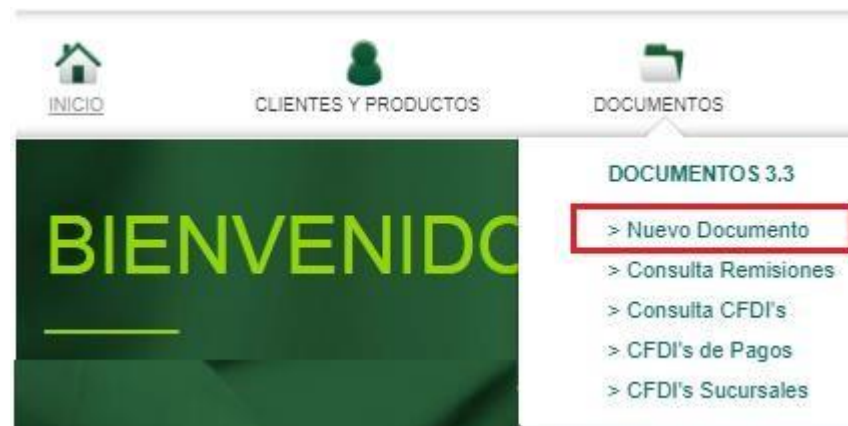 INICIO
CLIENTES Y PRODUCTOS
DOCUMENTOS
BIENVENIDO
DOCUMENTOS 3.3
> Nuevo Documento
> Consulta Remisiones
> Consulta CFDI's
> CFDI's de Pagos
> CFDI's Sucursales